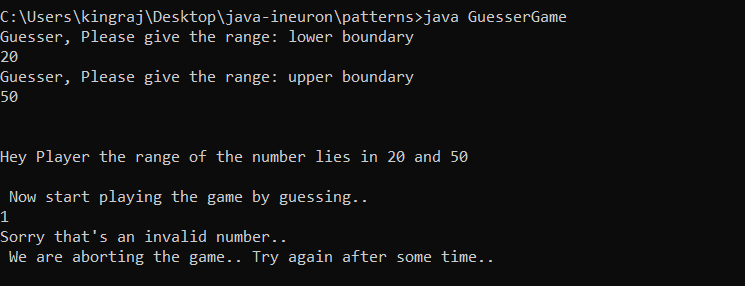 C:\Users\kingraj\Desktop\java-ineuron\patterns>java GuesserGame
Guesser, Please give the range: lower boundary
20
Guesser, Please give the range: upper boundary
50
Hey Player the range of the number lies in 20 and 50
Now start playing the game by guessing..
1
Sorry that's an invalid number..
We are aborting the game.. Try again after some time..